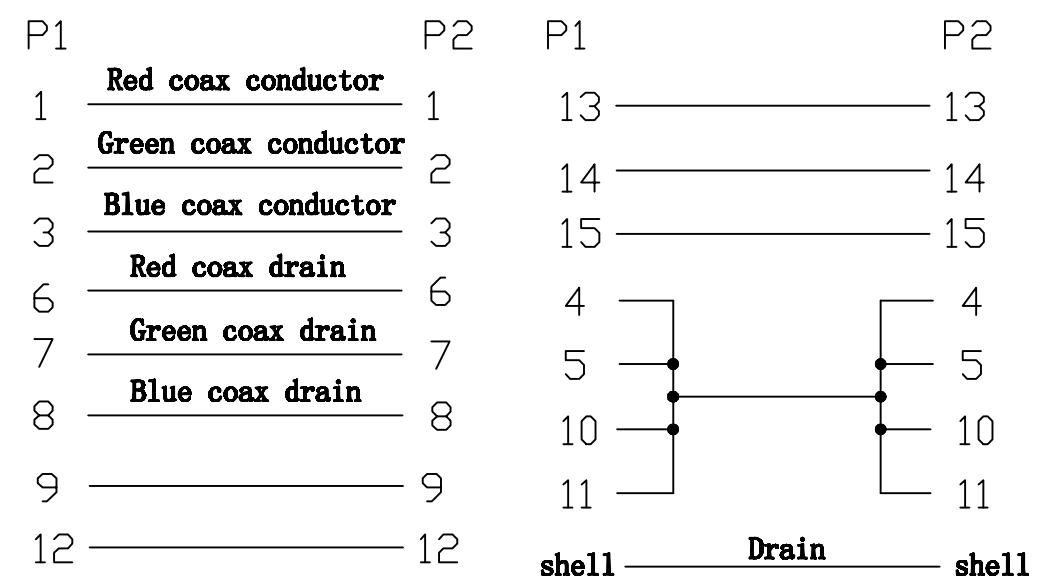 P1 P2
Red coax conductor
1 1
Green coax conductor
2 2
Blue coax conductor
3 3
Red coax drain
6 6
Green coax drain
7 7
Blue coax drain
8 8
9 9
12 12
P1 P2
13 13
14 14
15 15
4 4
5 5
10 10
11 11
Drain
shell shell